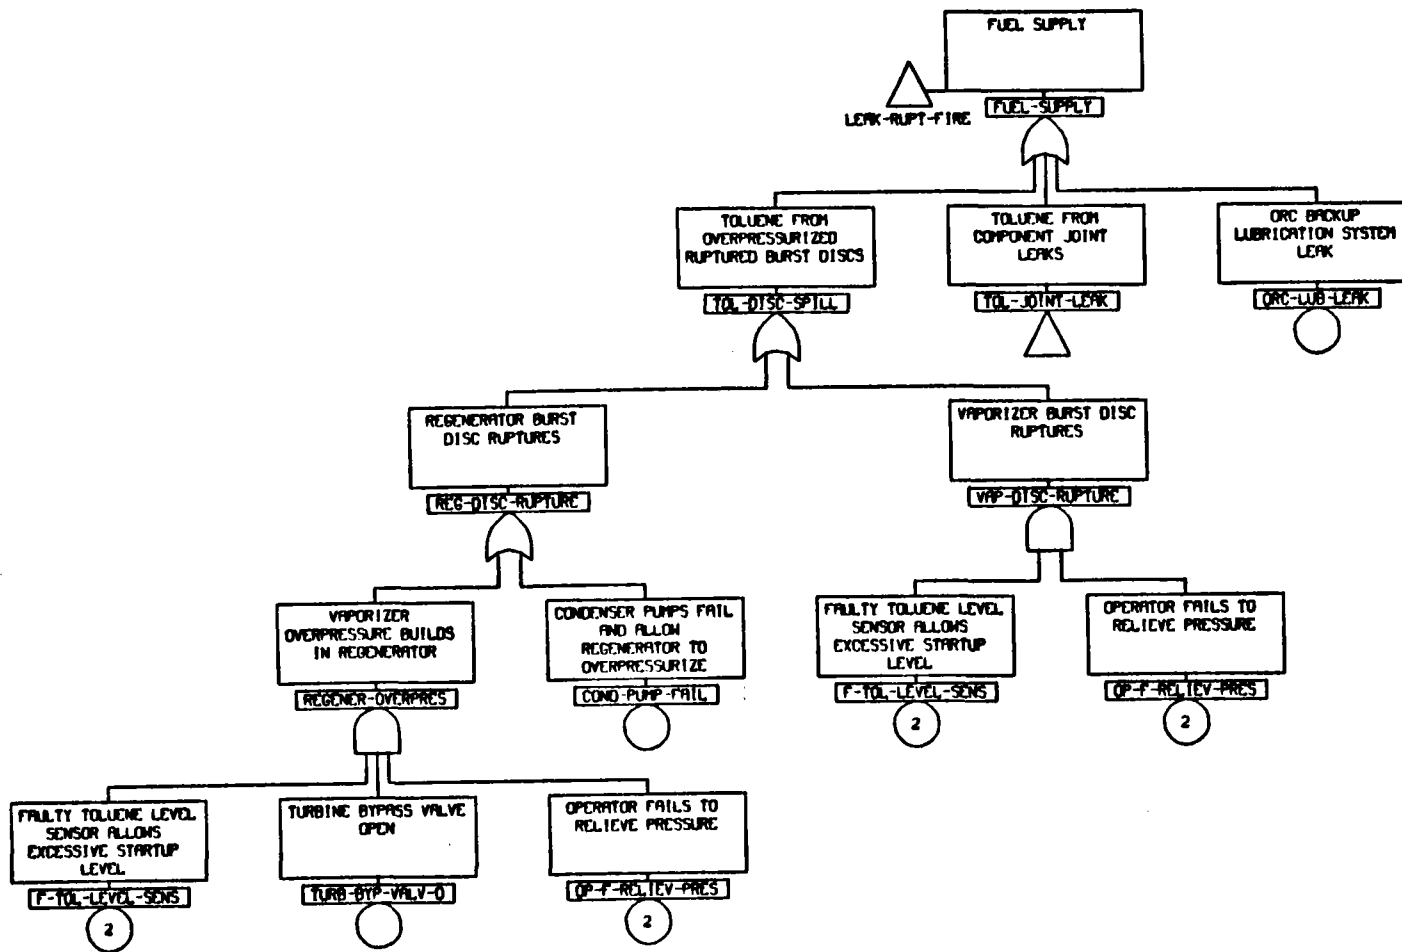 FUEL SUPPLY
LEAK-RUPT-FIRE
FUEL-SUPPLY
TOLUENE FROM
OVERPRESSURIZED
RUPTURED BURST DISCS
TOL-DISC-SPILL
TOLUENE FROM
COMPONENT JOINT
LEAKS
TOL-JOINT-LEAK
ORC BACKUP
LUBRICATION SYSTEM
LEAK
ORC-LUB-LEAK
REGENERATOR BURST
DISC RUPTURES
REG-DISC-RUPTURE
VAPORIZER BURST DISC
RUPTURES
VAP-DISC-RUPTURE
VAPORIZER
OVERPRESSURE BUILDS
IN REGENERATOR
REGENER-OVERPRES
CONDENSER PUMPS FAIL
AND ALLOW
REGENERATOR TO
OVERPRESSURIZE
COND-PUMP-FAIL
FAULTY TOLUENE LEVEL
SENSOR ALLOWS
EXCESSIVE STARTUP
LEVEL
F-TOL-LEVEL-SENS
2
OPERATOR FAILS TO
RELIEVE PRESSURE
OP-F-RELIEV-PRES
2
FAULTY TOLUENE LEVEL
SENSOR ALLOWS
EXCESSIVE STARTUP
LEVEL
F-TOL-LEVEL-SENS
2
TURBINE BYPASS VALVE
OPEN
TURB-BYP-VALV-O
OPERATOR FAILS TO
RELIEVE PRESSURE
OP-F-RELIEV-PRES
2